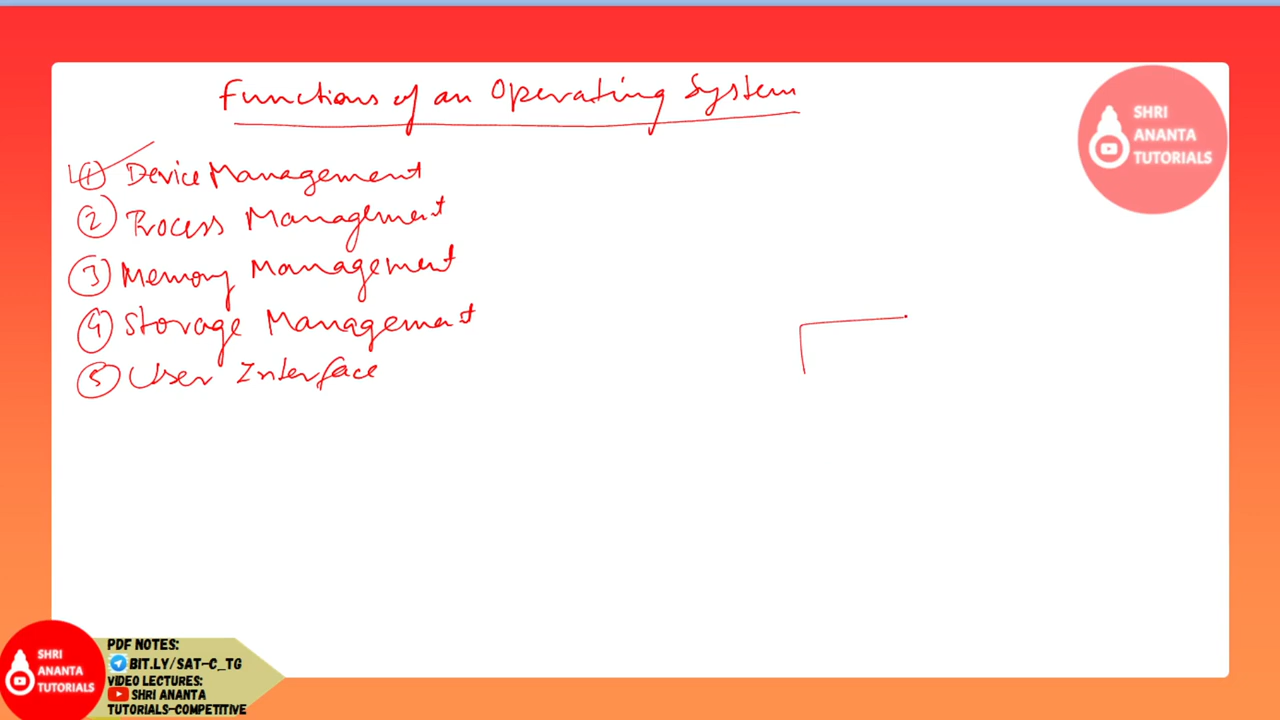 Functions of an Operating System
SHRI
ANANTA
TUTORIALS
① Device Management
② Process Management
③ Memory Management
④ Storage Management
⑤ User Interface
SHRI
ANANTA
TUTORIALS
PDF NOTES:
BIT.LY/SAT-C_TG
VIDEO LECTURES:
SHRI ANANTA
TUTORIALS-COMPETITIVE